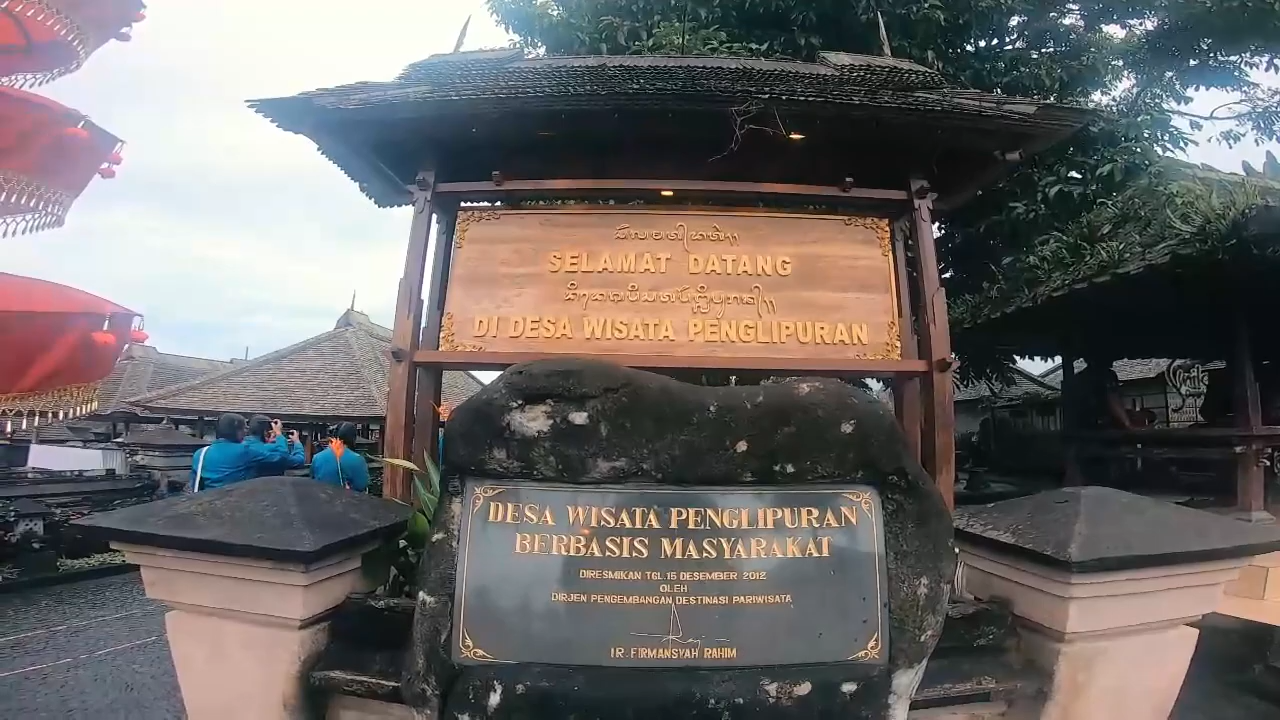 SELAMAT DATANG
DI DESA WISATA PENGLIPURAN
DESA WISATA PENGLIPURAN
BERBASIS MASYARAKAT
DIRESMIKAN TGL. 15 DESEMBER 2012
OLEH
DIRJEN PENGEMBANGAN DESTINASI PARIWISATA
IR. FIRMANSYAH RAHIM